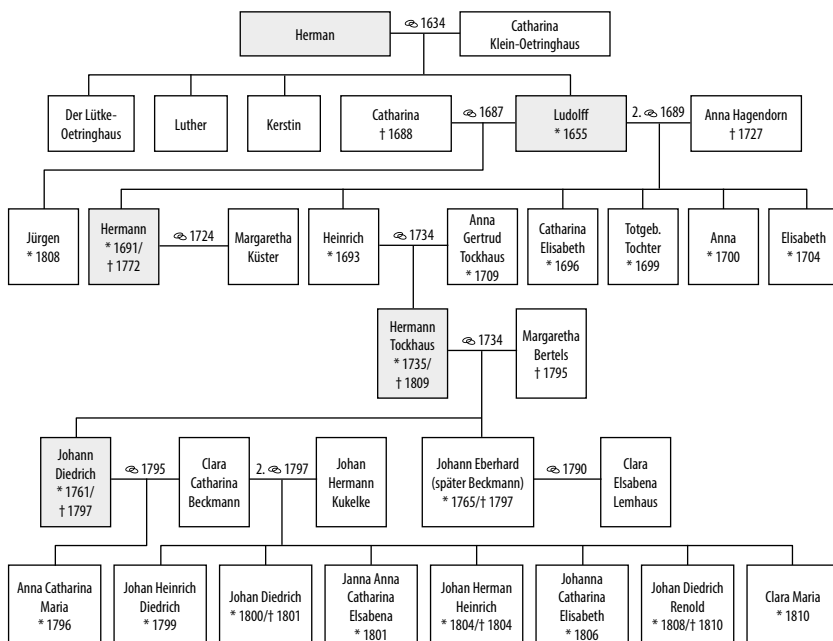 Herman
⚭ 1634
Catharina
Klein-Oetringhaus
Der Lütke-
Oetringhaus
Luther
Kerstin
Catharina
† 1688
⚭ 1687
Ludolff
* 1655
2. ⚭ 1689
Anna Hagendorn
† 1727
Jürgen
* 1808
Hermann
* 1691/
† 1772
⚭ 1724
Margaretha
Küster
Heinrich
* 1693
⚭ 1734
Anna
Gertrud
Tockhaus
* 1709
Catharina
Elisabeth
* 1696
Totgeb.
Tochter
* 1699
Anna
* 1700
Elisabeth
* 1704
Hermann
Tockhaus
* 1735/
† 1809
⚭ 1734
Margaretha
Bertels
† 1795
Johann
Diedrich
* 1761/
† 1797
⚭ 1795
Clara
Catharina
Beckmann
2. ⚭ 1797
Johan
Hermann
Kukelke
Johann Eberhard
(später Beckmann)
* 1765/† 1797
⚭ 1790
Clara
Elsabena
Lemhaus
Anna Catharina
Maria
* 1796
Johan Heinrich
Diedrich
* 1799
Johan Diedrich
* 1800/† 1801
Janna Anna
Catharina
Elsabena
* 1801
Johan Herman
Heinrich
* 1804/† 1804
Johanna
Catharina
Elisabeth
* 1806
Johan Diedrich
Renold
* 1808/† 1810
Clara Maria
* 1810